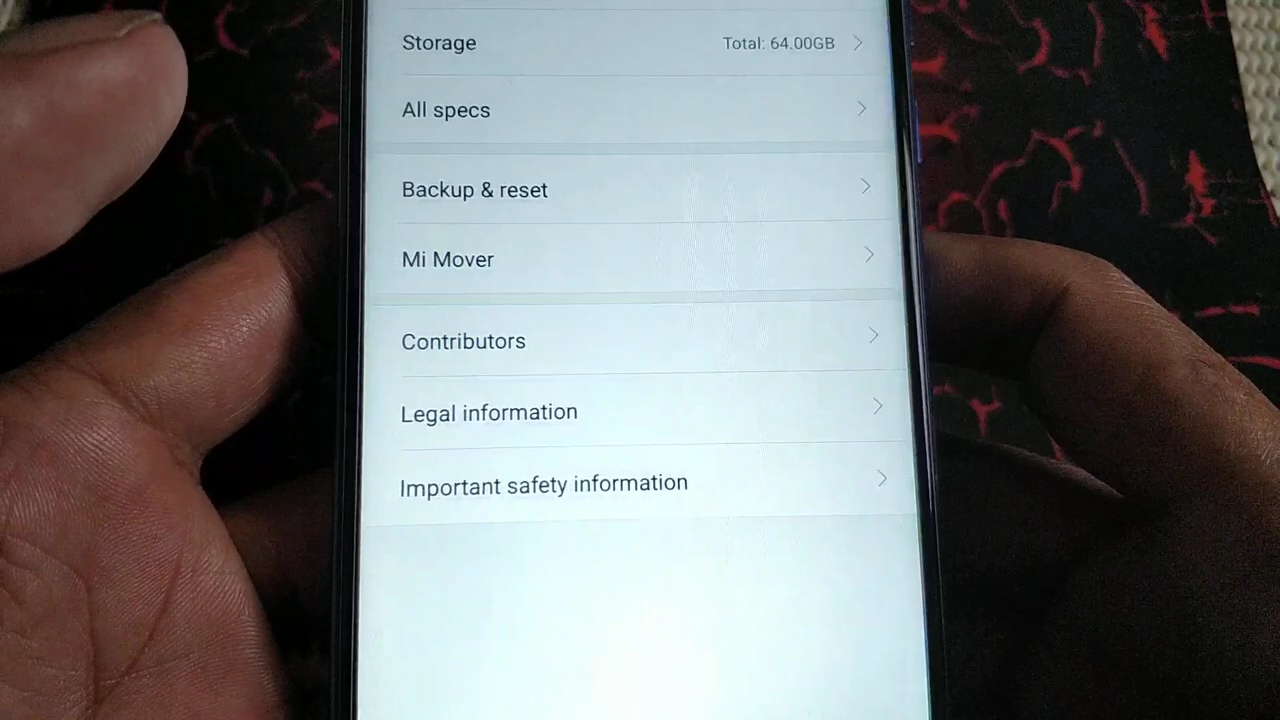 Storage Total: 64.00GB
All specs
Backup & reset
Mi Mover
Contributors
Legal information
Important safety information